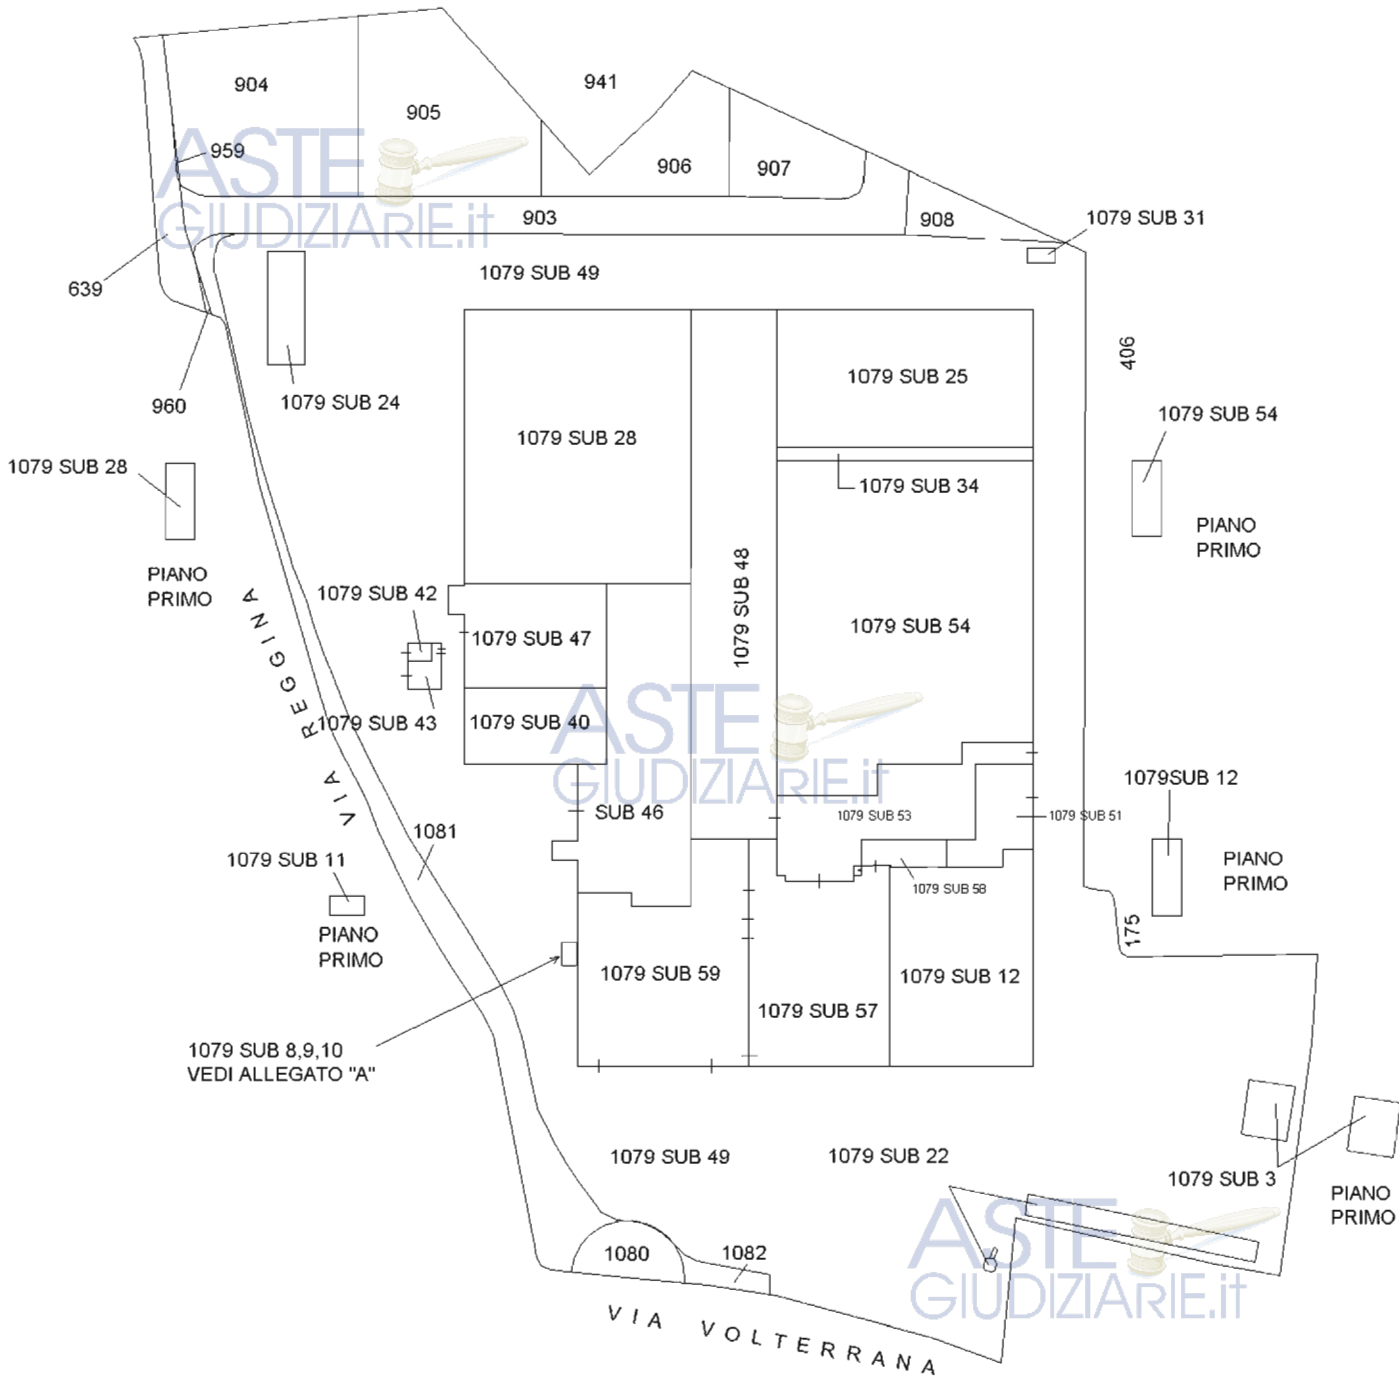 941
904
905
959
906
907
903
908
1079 SUB 31
639
1079 SUB 49
406
960
1079 SUB 24
1079 SUB 25
1079 SUB 54
1079 SUB 28
1079 SUB 28
1079 SUB 34
PIANO
PRIMO
PIANO
PRIMO
1079 SUB 42
1079 SUB 48
1079 SUB 47
1079 SUB 54
VIA REGGINA
1079 SUB 43
1079 SUB 40
1079SUB 12
SUB 46
1079 SUB 53
1079 SUB 51
1081
1079 SUB 11
PIANO
PRIMO
1079 SUB 58
PIANO
PRIMO
175
1079 SUB 59
1079 SUB 57
1079 SUB 12
1079 SUB 8,9,10
VEDI ALLEGATO "A"
1079 SUB 49
1079 SUB 22
1079 SUB 3
PIANO
PRIMO
1080
1082
VIA VOLTERRANA
ASTE
GIUDIZIARIE.it
ASTE
GIUDIZIARIE.it
ASTE
GIUDIZIARIE.it